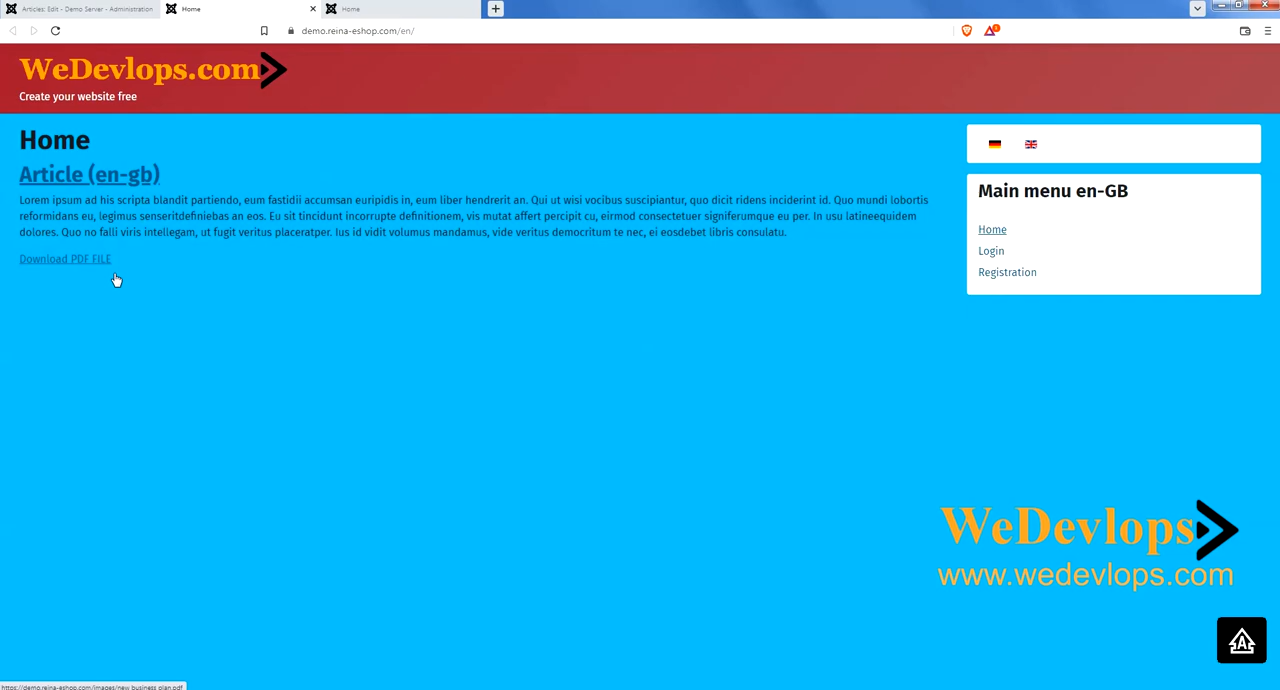 Articles: Edit - Demo Server - Administration
Home
Home
demo.reina-eshop.com/en/
WeDevlops.com
Create your website free
Home
Article (en-gb)
Lorem ipsum ad his scripta blandit partiendo, eum fastidii accumsan euripidis in, eum liber hendrerit an. Qui ut wisi vocibus suscipiantur, quo dicit ridens inciderint id. Quo mundi lobortis
reformidans eu, legimus senseritdefiniebas an eos. Eu sit tincidunt incorrupte definitionem, vis mutat affert percipit cu, eirmod consectetuer signiferumque eu per. In usu latineequidem
dolores. Quo no falli viris intellegam, ut fugit veritus placeratper. Ius id vidit volumus mandamus, vide veritus democritum te nec, ei eosdebet libris consulatu.
Download PDF FILE
Main menu en-GB
Home
Login
Registration
WeDevlops
www.wedevlops.com
A
https://demo.reina-eshop.com/images/new business plan.pdf